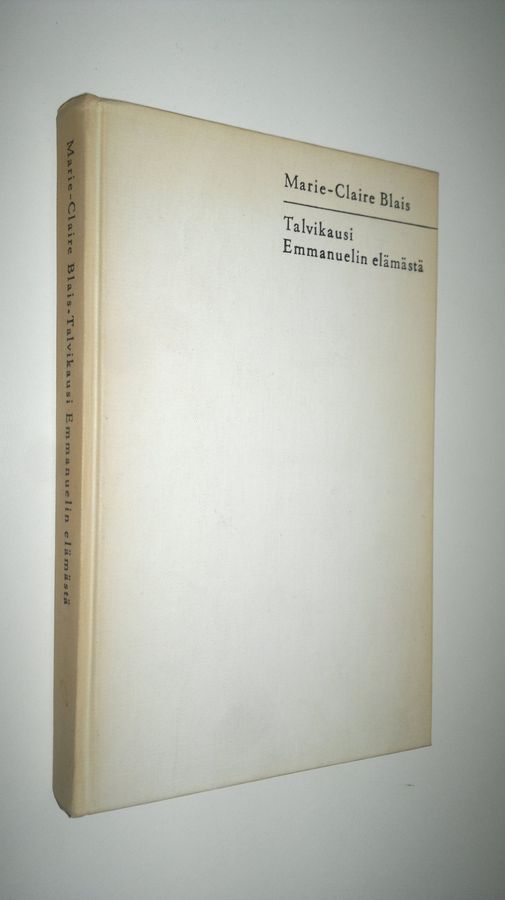 Marie-Claire Blais
Talvikausi
Emmanuelin elämästä
Marie-Claire Blais-Talvikausi Emmanuelin elämästä